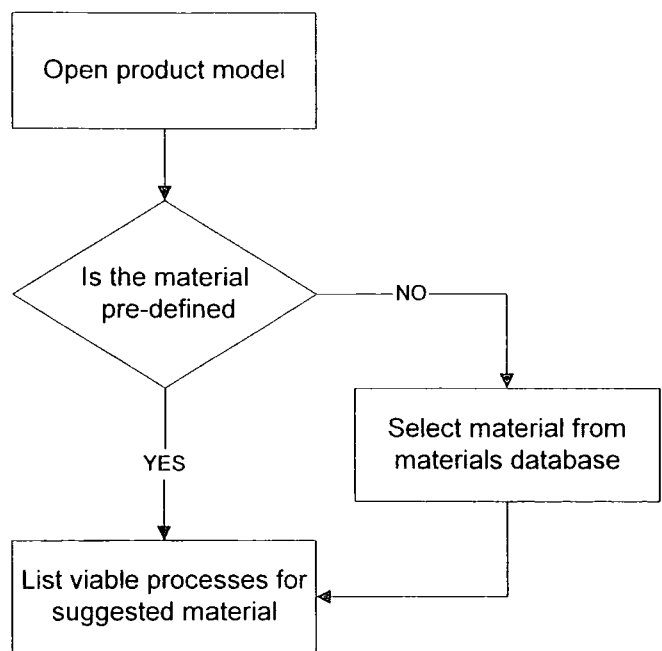 Open product model
Is the material
pre-defined
NO
Select material from
materials database
YES
List viable processes for
suggested material